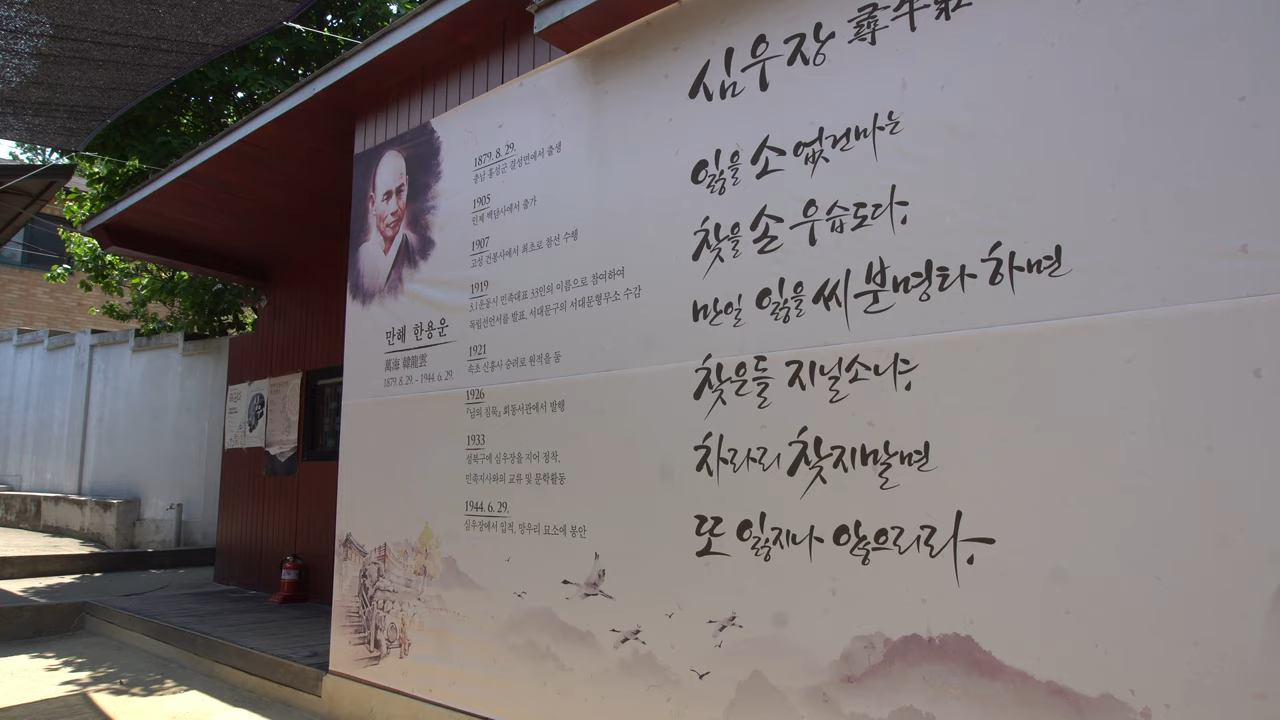 심우장 尋牛莊
잃을 소 없건마는
찾을 손 우습도다.
만일 잃을 씨 분명타 하면
찾은들 지닐소냐.
차라리 찾지말면
또 잃지나 않으리라.
만해 한용운
萬海 韓龍雲
1879. 8. 29. - 1944. 6. 29.
1879. 8. 29.
충남 홍성군 결성면에서 출생
1905
인제 백담사에서 출가
1907
고성 건봉사에서 최초로 참선 수행
1919
3.1운동시 민족대표 33인의 이름으로 참여하여
독립선언서를 발표, 서대문구의 서대문형무소 수감
1921
속초 신흥사 승려로 원적을 둠
1926
『님의 침묵』 회동서관에서 발행
1933
성북구에 심우장을 지어 정착,
민족지사와의 교류 및 문학활동
1944. 6. 29.
심우장에서 입적, 망우리 묘소에 봉안